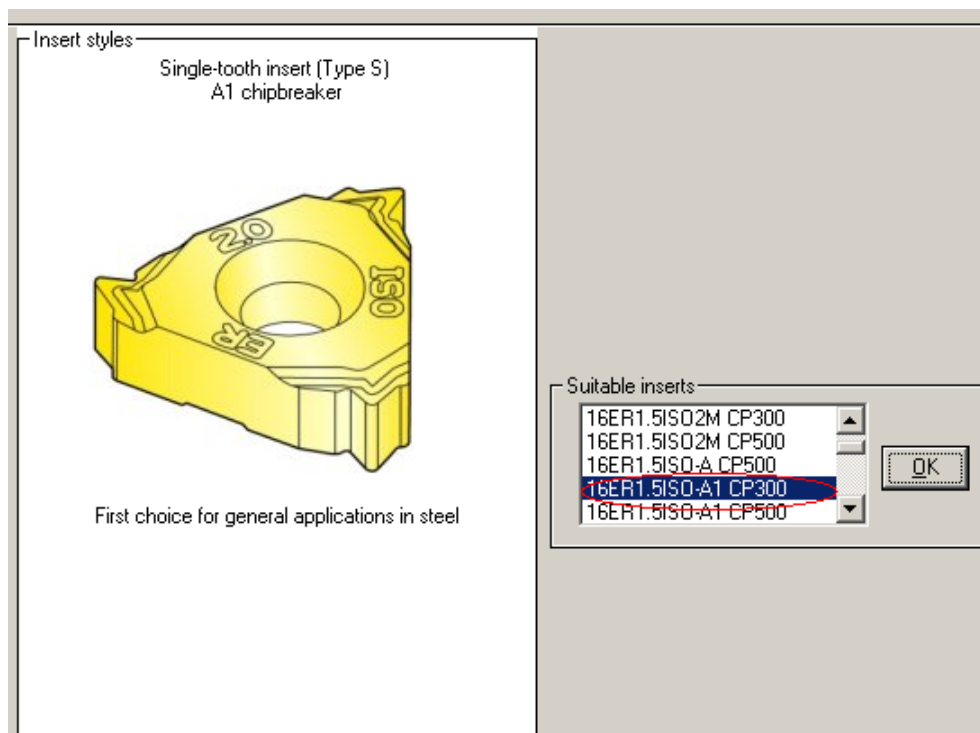 Insert styles
Single-tooth insert (Type S)
A1 chipbreaker
2.0
ISO
ER
First choice for general applications in steel
Suitable inserts
16ER1.5ISO2M CP300
16ER1.5ISO2M CP500
16ER1.5ISO-A CP500
16ER1.5ISO-A1 CP300
16ER1.5ISO-A1 CP500
OK